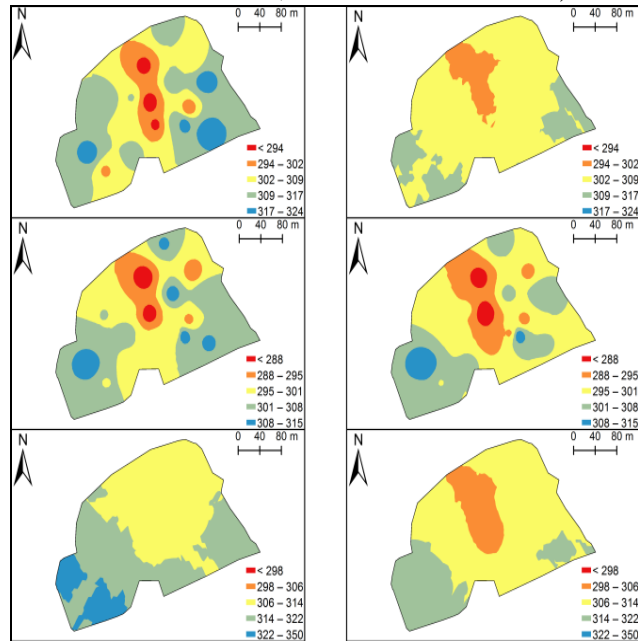 N
0 40 80 m
< 294
294 – 302
302 – 309
309 – 317
317 – 324
N
0 40 80 m
< 294
294 – 302
302 – 309
309 – 317
317 – 324
N
0 40 80 m
< 288
288 – 295
295 – 301
301 – 308
308 – 315
N
0 40 80 m
< 288
288 – 295
295 – 301
301 – 308
308 – 315
N
0 40 80 m
< 298
298 – 306
306 – 314
314 – 322
322 – 350
N
0 40 80 m
< 298
298 – 306
306 – 314
314 – 322
322 – 350